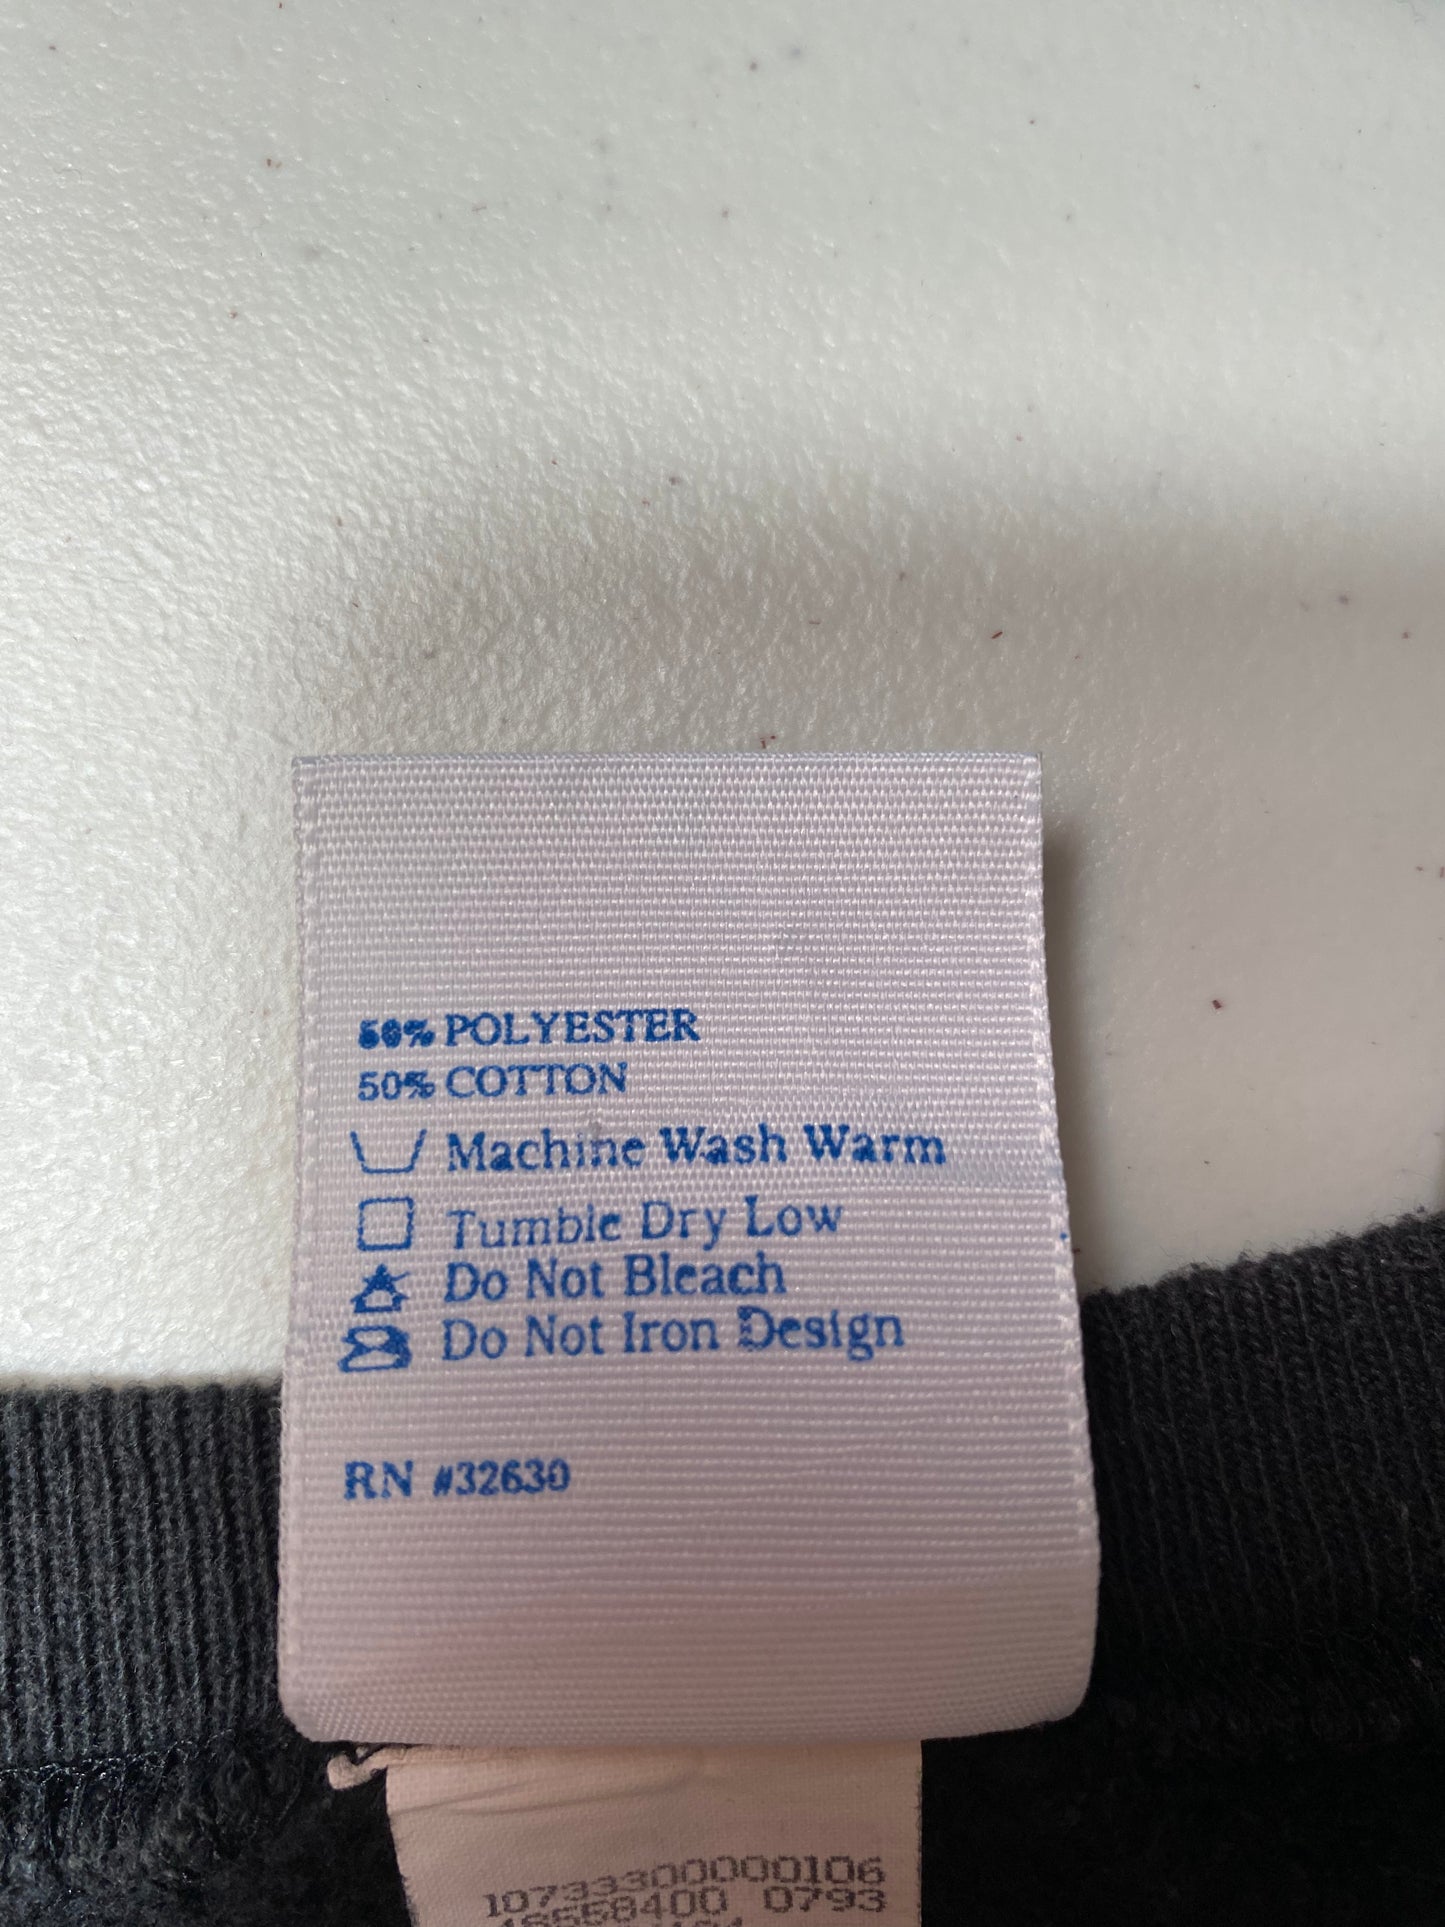 50% POLYESTER
50% COTTON
Machine Wash Warm
Tumble Dry Low
Do Not Bleach
Do Not Iron Design
RN #32630
10733300000106
48558400 0793